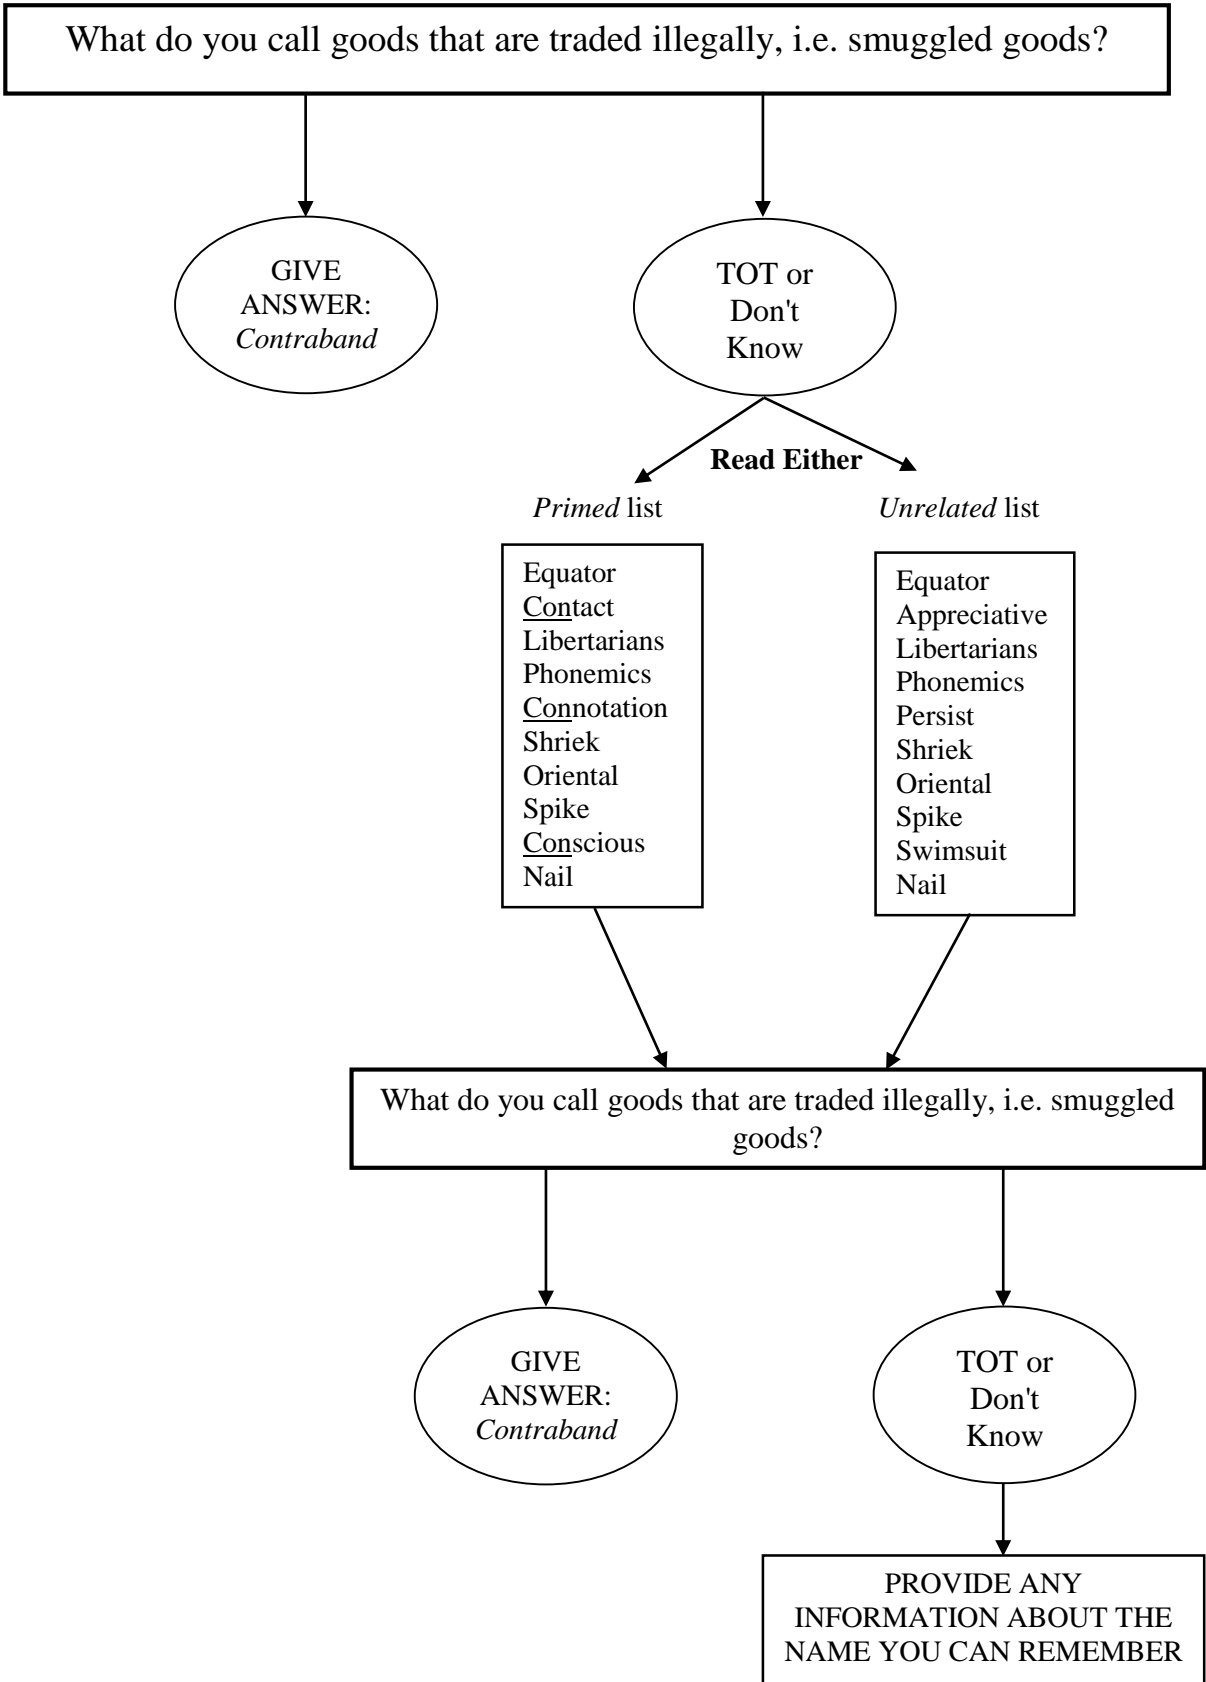 What do you call goods that are traded illegally, i.e. smuggled goods?
GIVE
ANSWER:
Contraband
TOT or
Don't
Know
Read Either
Primed list
Equator
Contact
Libertarians
Phonemics
Connotation
Shriek
Oriental
Spike
Conscious
Nail
Unrelated list
Equator
Appreciative
Libertarians
Phonemics
Persist
Shriek
Oriental
Spike
Swimsuit
Nail
What do you call goods that are traded illegally, i.e. smuggled
goods?
GIVE
ANSWER:
Contraband
TOT or
Don't
Know
PROVIDE ANY
INFORMATION ABOUT THE
NAME YOU CAN REMEMBER